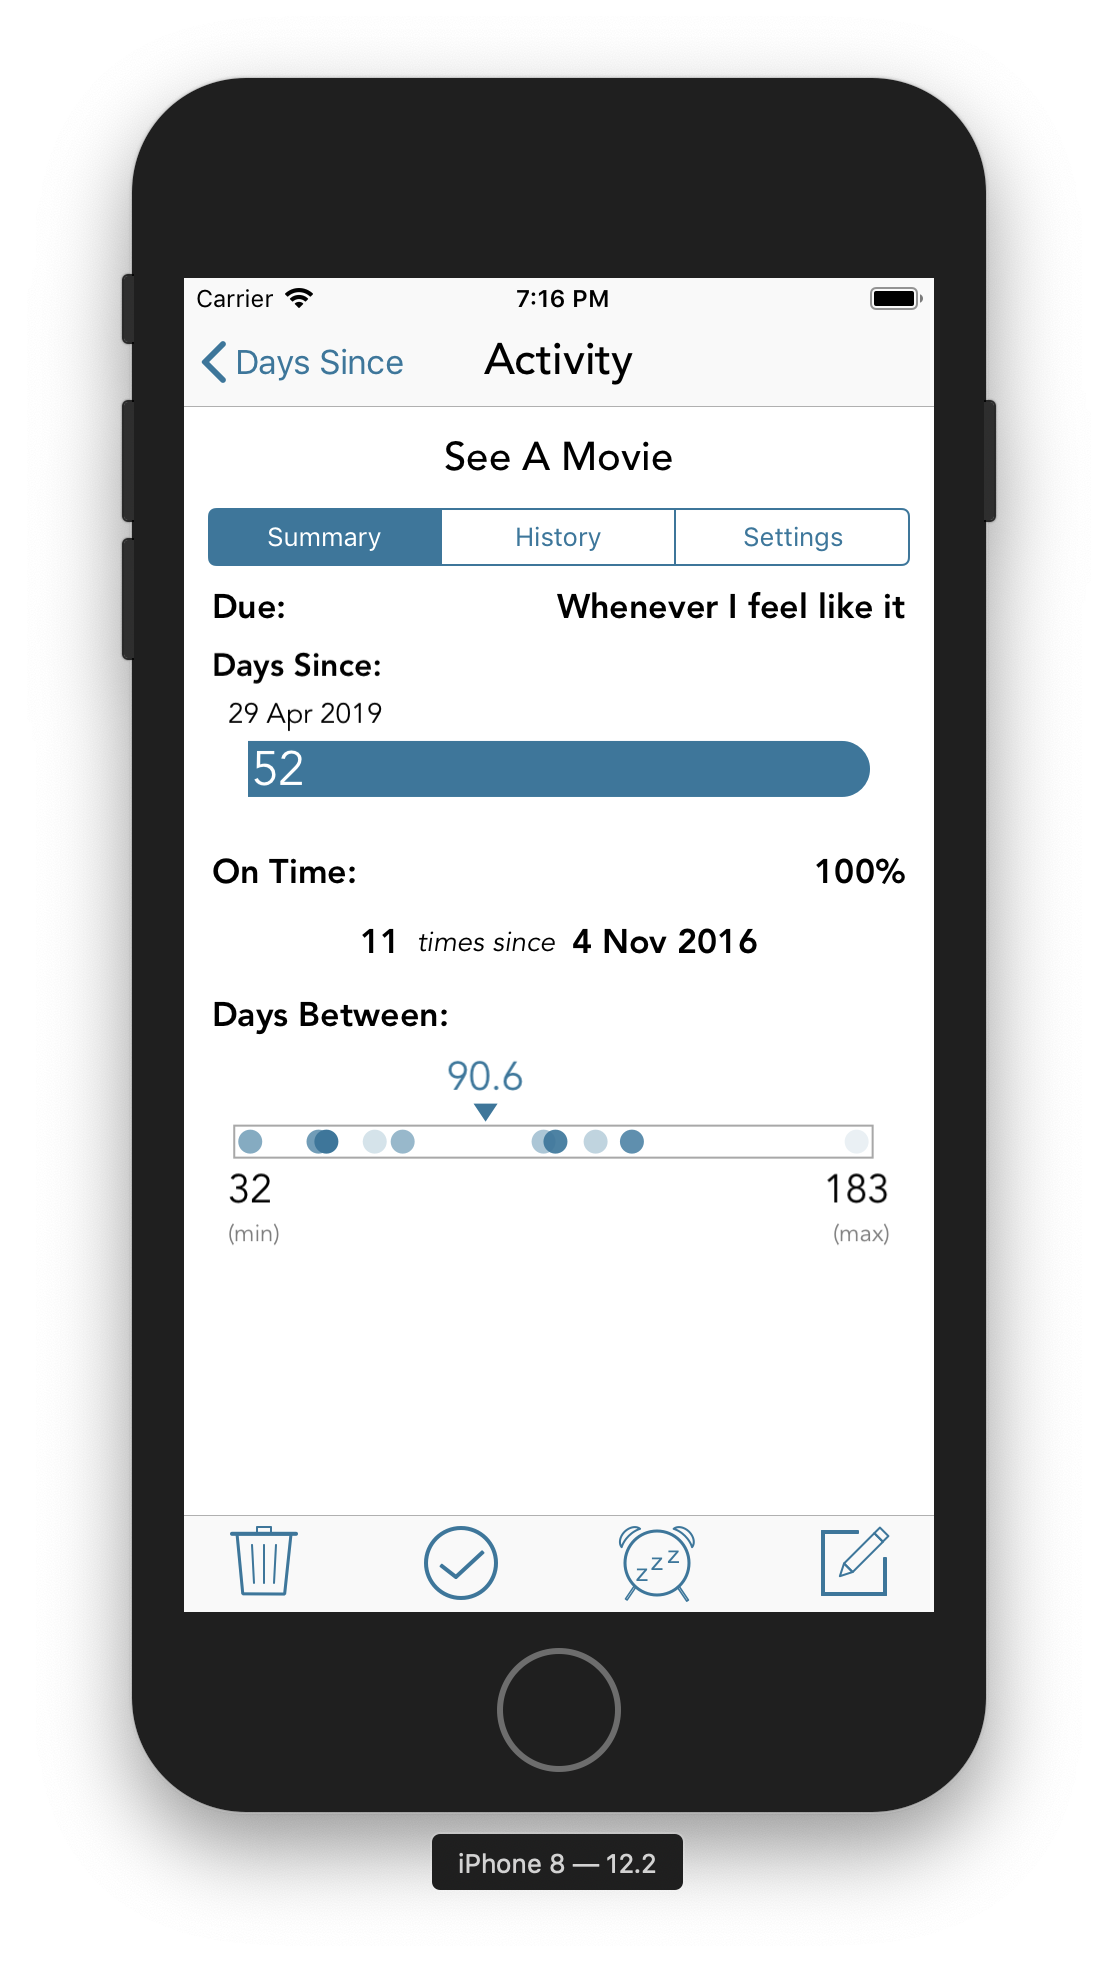 Carrier 7:16 PM
Days Since Activity
See A Movie
Summary History Settings
Due: Whenever I feel like it
Days Since:
29 Apr 2019
52
On Time: 100%
11 times since 4 Nov 2016
Days Between:
90.6
32 183
(min) (max)
z z z
iPhone 8 — 12.2